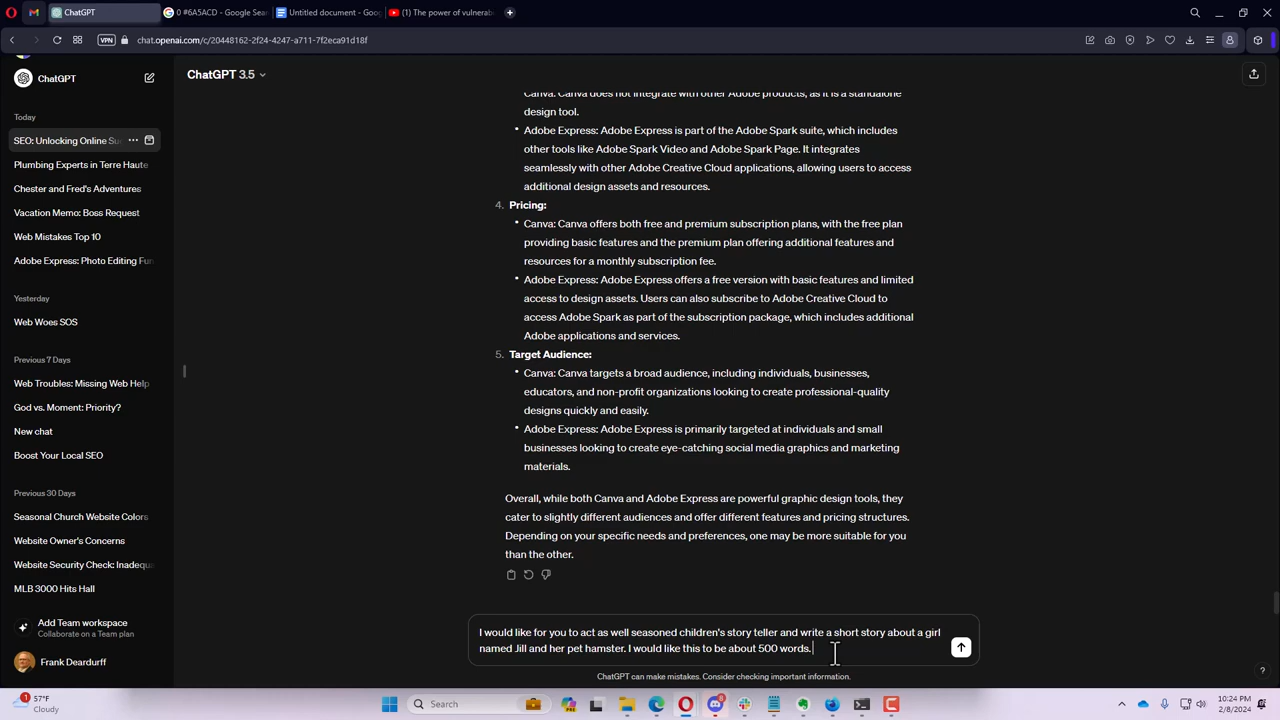 ChatGPT
0 #6A5ACD - Google Sea
Untitled document - Goog
(1) The power of vulnerab
VPN
chat.openai.com/c/20448162-2f24-4247-a711-7f2eca91d18f
ChatGPT
ChatGPT 3.5
Today
SEO: Unlocking Online Su
Plumbing Experts in Terre Haute
Chester and Fred's Adventures
Vacation Memo: Boss Request
Web Mistakes Top 10
Adobe Express: Photo Editing Fun
Yesterday
Web Woes SOS
Previous 7 Days
Web Troubles: Missing Web Help
God vs. Moment: Priority?
New chat
Boost Your Local SEO
Previous 30 Days
Seasonal Church Website Colors
Website Owner's Concerns
Website Security Check: Inadequa
MLB 3000 Hits Hall
Add Team workspace
Collaborate on a Team plan
Frank Deardurff
Canva: Canva does not integrate with other Adobe products, as it is a standalone
design tool.
• Adobe Express: Adobe Express is part of the Adobe Spark suite, which includes
other tools like Adobe Spark Video and Adobe Spark Page. It integrates
seamlessly with other Adobe Creative Cloud applications, allowing users to access
additional design assets and resources.
4. Pricing:
• Canva: Canva offers both free and premium subscription plans, with the free plan
providing basic features and the premium plan offering additional features and
resources for a monthly subscription fee.
• Adobe Express: Adobe Express offers a free version with basic features and limited
access to design assets. Users can also subscribe to Adobe Creative Cloud to
access Adobe Spark as part of the subscription package, which includes additional
Adobe applications and services.
5. Target Audience:
• Canva: Canva targets a broad audience, including individuals, businesses,
educators, and non-profit organizations looking to create professional-quality
designs quickly and easily.
• Adobe Express: Adobe Express is primarily targeted at individuals and small
businesses looking to create eye-catching social media graphics and marketing
materials.
Overall, while both Canva and Adobe Express are powerful graphic design tools, they
cater to slightly different audiences and offer different features and pricing structures.
Depending on your specific needs and preferences, one may be more suitable for you
than the other.
I would like for you to act as well seasoned children's story teller and write a short story about a girl
named Jill and her pet hamster. I would like this to be about 500 words.
ChatGPT can make mistakes. Consider checking important information.
?
1
57°F
Cloudy
Search
10:24 PM
2/8/2024